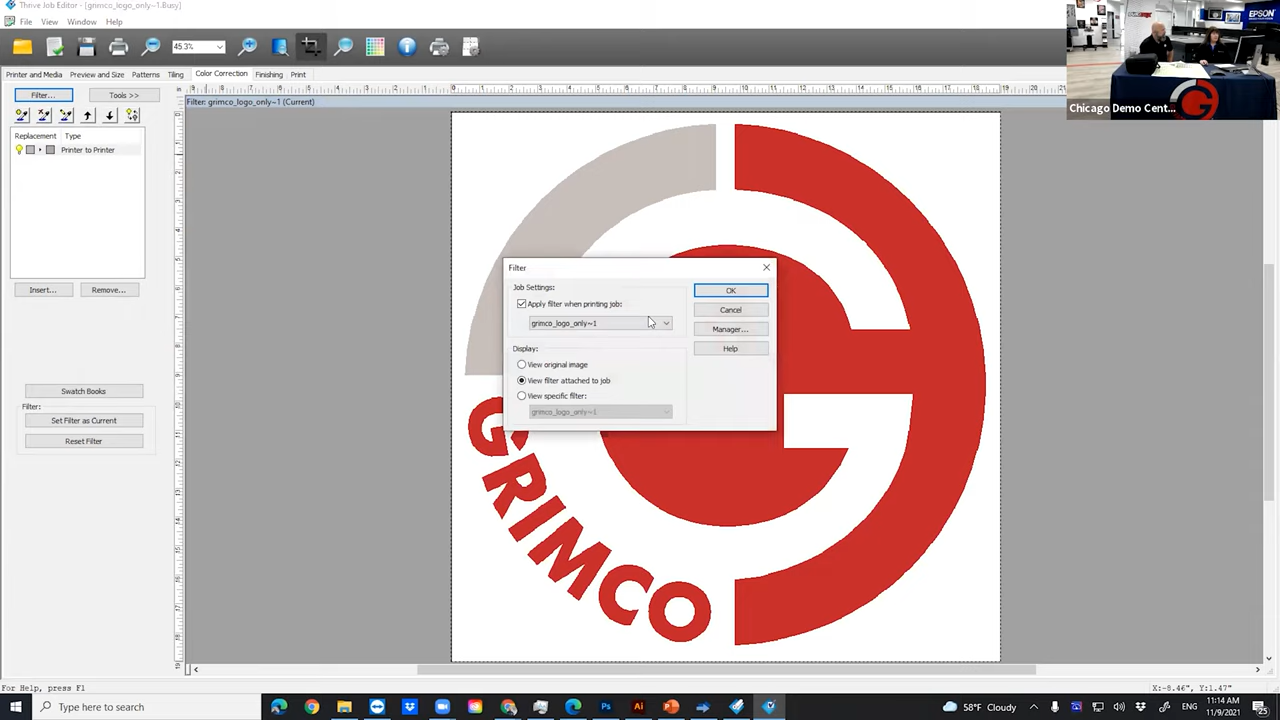 Thrive Job Editor - [grimco_logo_only~1.Busy]
File View Window Help
45.3%
Printer and Media Preview and Size Patterns Tiling Color Correction Finishing Print
Filter... Tools >>
Filter: grimco_logo_only~1 (Current)
Replacement Type
Printer to Printer
Insert... Remove...
Swatch Books
Filter:
Set Filter as Current
Reset Filter
Filter
Job Settings:
Apply filter when printing job:
grimco_logo_only~1
Display:
View original image
View filter attached to job
View specific filter:
grimco_logo_only~1
OK
Cancel
Manager...
Help
GRIMCO
EPSON
Chicago Demo Cent...
For Help, press F1
X:-8.46", Y:1.47"
Type here to search
58°F Cloudy
ENG
11:14 AM
11/9/2021
25